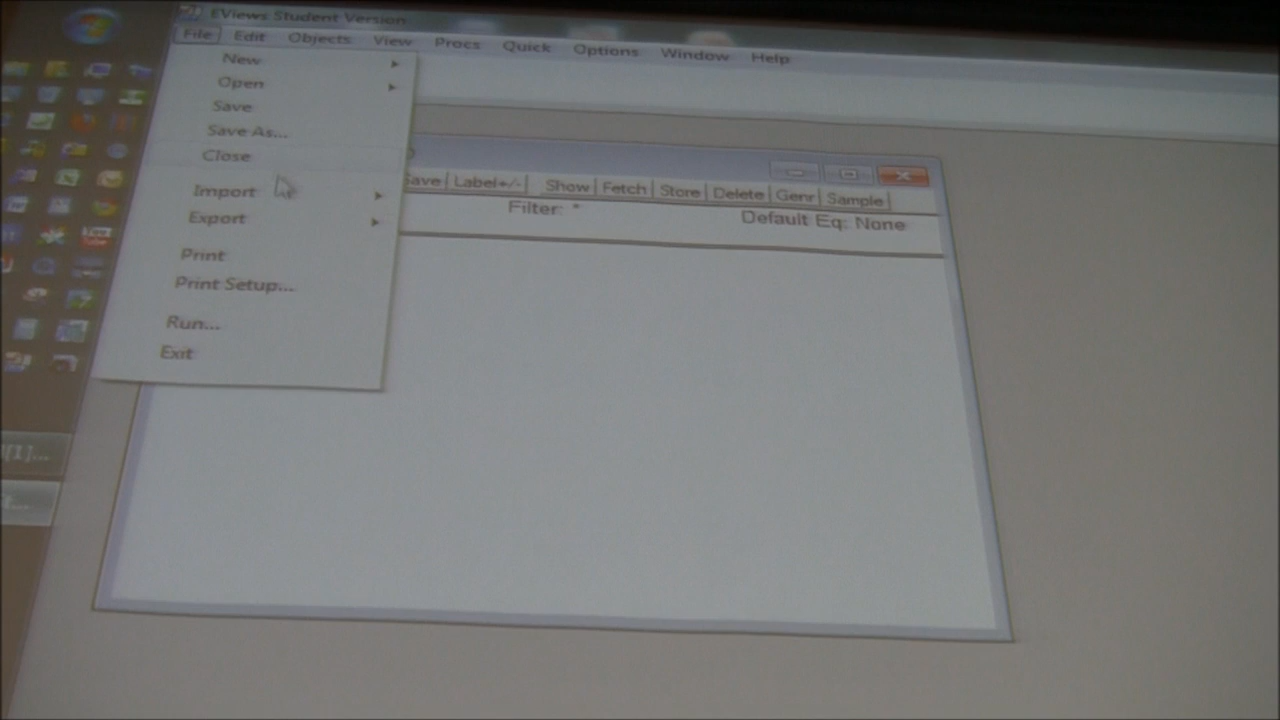 EViews Student Version
File Edit Objects View Procs Quick Options Window Help
New
Open
Save
Save As...
Close
Import
Export
Print
Print Setup...
Run...
Exit
Save Label+/- Show Fetch Store Delete Genr Sample
Filter: * Default Eq: None
[1]...